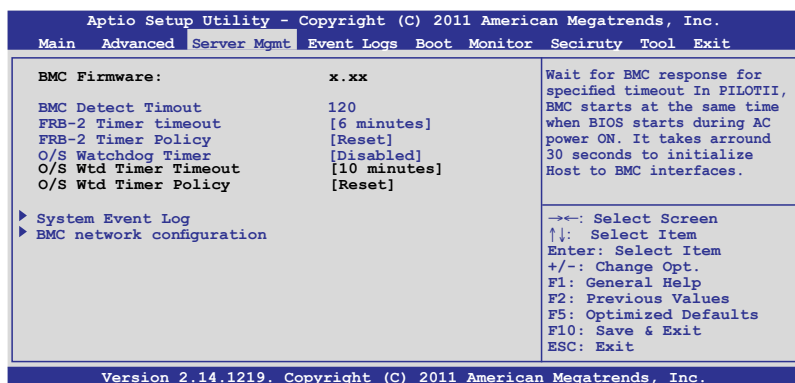 Aptio Setup Utility - Copyright (C) 2011 American Megatrends, Inc.
Main Advanced Server Mgmt Event Logs Boot Monitor Seciruty Tool Exit
BMC Firmware: x.xx
BMC Detect Timout 120
FRB-2 Timer timeout [6 minutes]
FRB-2 Timer Policy [Reset]
O/S Watchdog Timer [Disabled]
O/S Wtd Timer Timeout [10 minutes]
O/S Wtd Timer Policy [Reset]
System Event Log
BMC network configuration
Wait for BMC response for
specified timeout In PILOTII,
BMC starts at the same time
when BIOS starts during AC
power ON. It takes arround
30 seconds to initialize
Host to BMC interfaces.
→←: Select Screen
↑↓: Select Item
Enter: Select Item
+/-: Change Opt.
F1: General Help
F2: Previous Values
F5: Optimized Defaults
F10: Save & Exit
ESC: Exit
Version 2.14.1219. Copyright (C) 2011 American Megatrends, Inc.